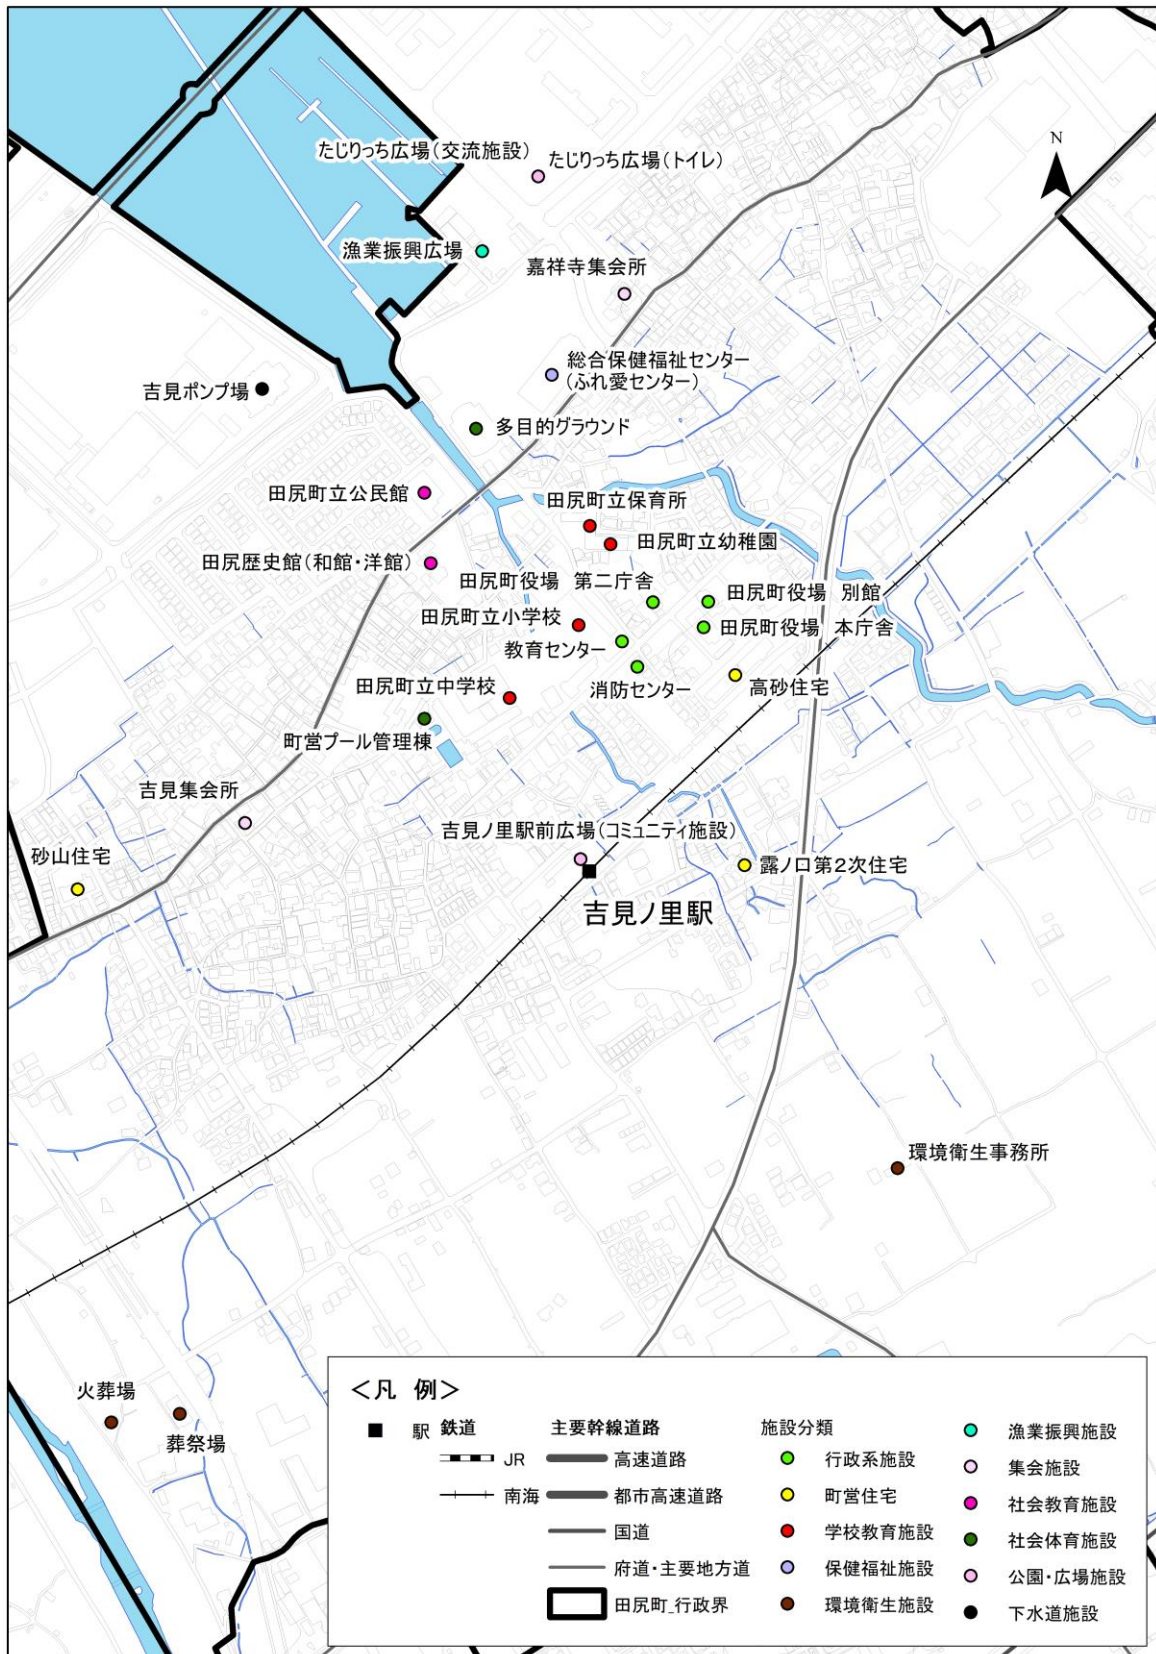 N
たじりっち広場(交流施設)
たじりっち広場(トイレ)
漁業振興広場
嘉祥寺集会所
総合保健福祉センター
(ふれ愛センター)
吉見ポンプ場
多目的グラウンド
田尻町立公民館
田尻町立保育所
田尻町立幼稚園
田尻歴史館(和館・洋館)
田尻町役場 第二庁舎
田尻町役場 別館
田尻町立小学校
田尻町役場 本庁舎
教育センター
消防センター
高砂住宅
田尻町立中学校
町営プール管理棟
吉見集会所
吉見ノ里駅前広場(コミュニティ施設)
砂山住宅
露ノ口第2次住宅
吉見ノ里駅
環境衛生事務所
火葬場
葬祭場
<凡 例>
駅
鉄道
JR
南海
主要幹線道路
高速道路
都市高速道路
国道
府道・主要地方道
田尻町_行政界
施設分類
行政系施設
町営住宅
学校教育施設
保健福祉施設
環境衛生施設
漁業振興施設
集会施設
社会教育施設
社会体育施設
公園・広場施設
下水道施設